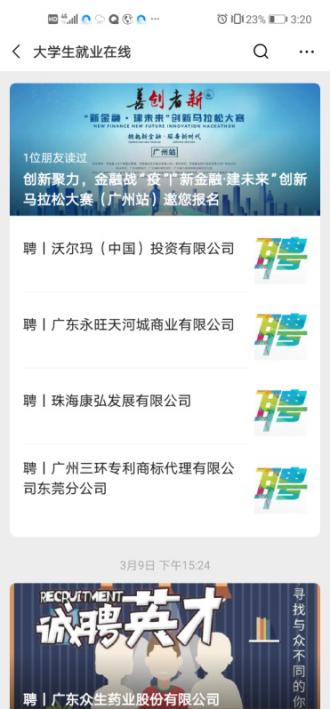 HD 46 23% 3:20
大学生就业在线
善创者新
“新金融·建未来”创新马拉松大赛
NEW FINANCE NEW FUTURE INNOVATION HACKATHON
拥抱新金融·服务新时代
广州站
1位朋友读过
创新聚力，金融战“疫”|“新金融·建未来”创新
马拉松大赛（广州站）邀您报名
聘丨沃尔玛（中国）投资有限公司
聘
聘丨广东永旺天河城商业有限公司
聘
聘丨珠海康弘发展有限公司
聘
聘丨广州三环专利商标代理有限公
司东莞分公司
聘
3月9日 下午15:24
RECRUITMENT
诚聘英才
寻找与众不同的你
聘丨广东众生药业股份有限公司